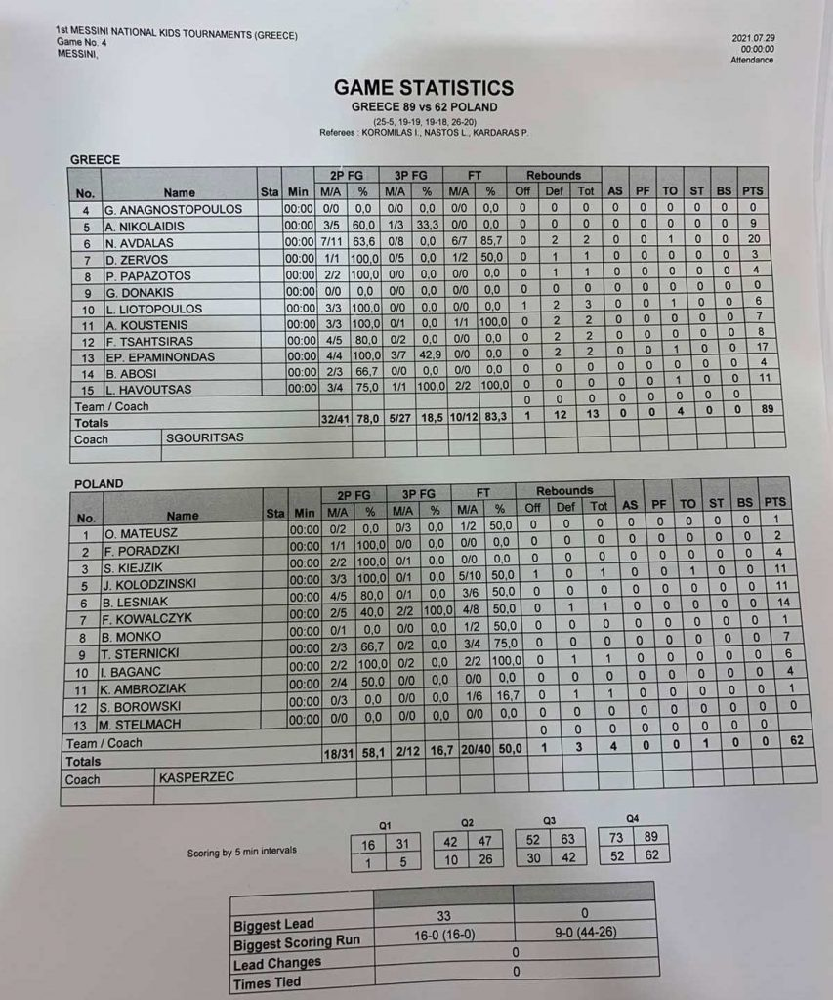 1st MESSINI NATIONAL KIDS TOURNAMENTS (GREECE)
Game No. 4
MESSINI,
2021.07.29
00:00:00
Attendance
GAME STATISTICS
GREECE 89 vs 62 POLAND
(25-5, 19-19, 19-18, 26-20)
Referees : KOROMILAS I., NASTOS L., KARDARAS P.
GREECE
2P FG 3P FG FT Rebounds
No. Name Sta Min M/A % M/A % M/A % Off Def Tot AS PF TO ST BS PTS
4 G. ANAGNOSTOPOULOS 00:00 0/0 0,0 0/0 0,0 0/0 0,0 0 0 0 0 0 0 0 0 0
5 A. NIKOLAIDIS 00:00 3/5 60,0 1/3 33,3 0/0 0,0 0 0 0 0 0 0 0 0 9
6 N. AVDALAS 00:00 7/11 63,6 0/8 0,0 6/7 85,7 0 2 2 0 0 1 0 0 20
7 D. ZERVOS 00:00 1/1 100,0 0/5 0,0 1/2 50,0 0 1 1 0 0 0 0 0 3
8 P. PAPAZOTOS 00:00 2/2 100,0 0/0 0,0 0/0 0,0 0 1 1 0 0 0 0 0 4
9 G. DONAKIS 00:00 0/0 0,0 0/0 0,0 0/0 0,0 0 0 0 0 0 0 0 0 0
10 L. LIOTOPOULOS 00:00 3/3 100,0 0/0 0,0 0/0 0,0 1 2 3 0 0 1 0 0 6
11 A. KOUSTENIS 00:00 3/3 100,0 0/1 0,0 1/1 100,0 0 2 2 0 0 0 0 0 7
12 F. TSAHTSIRAS 00:00 4/5 80,0 0/2 0,0 0/0 0,0 0 2 2 0 0 0 0 0 8
13 EP. EPAMINONDAS 00:00 4/4 100,0 3/7 42,9 0/0 0,0 0 2 2 0 0 1 0 0 17
14 B. ABOSI 00:00 2/3 66,7 0/0 0,0 0/0 0,0 0 0 0 0 0 0 0 0 4
15 L. HAVOUTSAS 00:00 3/4 75,0 1/1 100,0 2/2 100,0 0 0 0 0 0 1 0 0 11
Team / Coach 0 0 0 0 0 0 0 0
Totals 32/41 78,0 5/27 18,5 10/12 83,3 1 12 13 0 0 4 0 0 89
Coach SGOURITSAS
POLAND
2P FG 3P FG FT Rebounds
No. Name Sta Min M/A % M/A % M/A % Off Def Tot AS PF TO ST BS PTS
1 O. MATEUSZ 00:00 0/2 0,0 0/3 0,0 1/2 50,0 0 0 0 0 0 0 0 0 1
2 F. PORADZKI 00:00 1/1 100,0 0/0 0,0 0/0 0,0 0 0 0 0 0 0 0 0 2
3 S. KIEJZIK 00:00 2/2 100,0 0/1 0,0 0/0 0,0 0 0 0 0 0 0 0 0 4
5 J. KOLODZINSKI 00:00 3/3 100,0 0/1 0,0 5/10 50,0 1 0 1 0 0 1 0 0 11
6 B. LESNIAK 00:00 4/5 80,0 0/1 0,0 3/6 50,0 0 0 0 0 0 0 0 0 11
7 F. KOWALCZYK 00:00 2/5 40,0 2/2 100,0 4/8 50,0 0 1 1 0 0 0 0 0 14
8 B. MONKO 00:00 0/1 0,0 0/0 0,0 1/2 50,0 0 0 0 0 0 0 0 0 1
9 T. STERNICKI 00:00 2/3 66,7 0/2 0,0 3/4 75,0 0 0 0 0 0 0 0 0 7
10 I. BAGANC 00:00 2/2 100,0 0/2 0,0 2/2 100,0 0 1 1 0 0 0 0 0 6
11 K. AMBROZIAK 00:00 2/4 50,0 0/0 0,0 0/0 0,0 0 0 0 0 0 0 0 0 4
12 S. BOROWSKI 00:00 0/3 0,0 0/0 0,0 1/6 16,7 0 1 1 0 0 0 0 0 1
13 M. STELMACH 00:00 0/0 0,0 0/0 0,0 0/0 0,0 0 0 0 0 0 0 0 0 0
Team / Coach 0 0 0 0 0 0 0 0
Totals 18/31 58,1 2/12 16,7 20/40 50,0 1 3 4 0 0 1 0 0 62
Coach KASPERZEC
Q1 Q2 Q3 Q4
Scoring by 5 min intervals
16 31 42 47 52 63 73 89
1 5 10 26 30 42 52 62
Biggest Lead 33 0
Biggest Scoring Run 16-0 (16-0) 9-0 (44-26)
Lead Changes 0
Times Tied 0